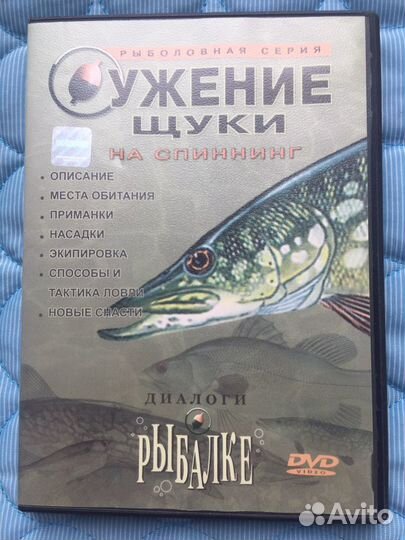 РЫБОЛОВНАЯ СЕРИЯ
УЖЕНИЕ
ЩУКИ
НА СПИННИНГ
• ОПИСАНИЕ
• МЕСТА ОБИТАНИЯ
• ПРИМАНКИ
• НАСАДКИ
• ЭКИПИРОВКА
• СПОСОБЫ И
ТАКТИКА ЛОВЛИ
• НОВЫЕ СНАСТИ
ДИАЛОГИ
О
РЫБАЛКЕ
DVD
VIDEO
Avito